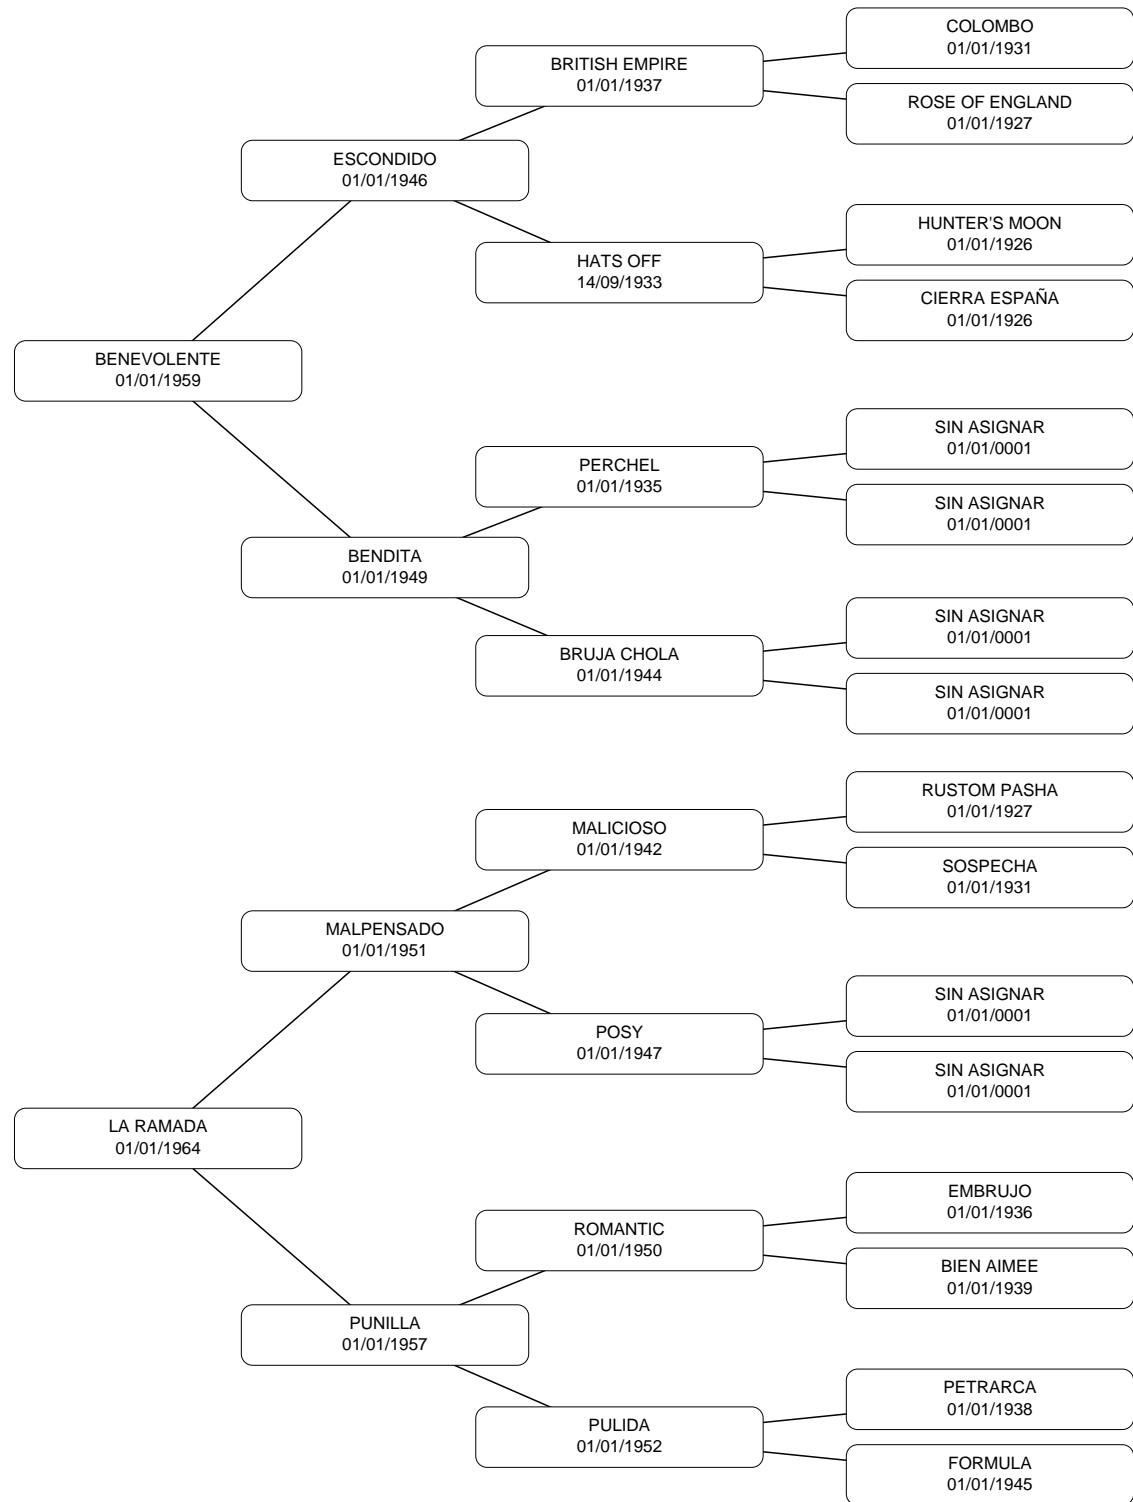 COLOMBO
01/01/1931
BRITISH EMPIRE
01/01/1937
ROSE OF ENGLAND
01/01/1927
ESCONDIDO
01/01/1946
HUNTER'S MOON
01/01/1926
HATS OFF
14/09/1933
CIERRA ESPAÑA
01/01/1926
BENEVOLENTE
01/01/1959
SIN ASIGNAR
01/01/0001
PERCHEL
01/01/1935
SIN ASIGNAR
01/01/0001
BENDITA
01/01/1949
SIN ASIGNAR
01/01/0001
BRUJA CHOLA
01/01/1944
SIN ASIGNAR
01/01/0001
RUSTOM PASHA
01/01/1927
MALICIOSO
01/01/1942
SOSPECHA
01/01/1931
MALPENSADO
01/01/1951
SIN ASIGNAR
01/01/0001
POSY
01/01/1947
SIN ASIGNAR
01/01/0001
LA RAMADA
01/01/1964
EMBRUJO
01/01/1936
ROMANTIC
01/01/1950
BIEN AIMEE
01/01/1939
PUNILLA
01/01/1957
PETRARCA
01/01/1938
PULIDA
01/01/1952
FORMULA
01/01/1945